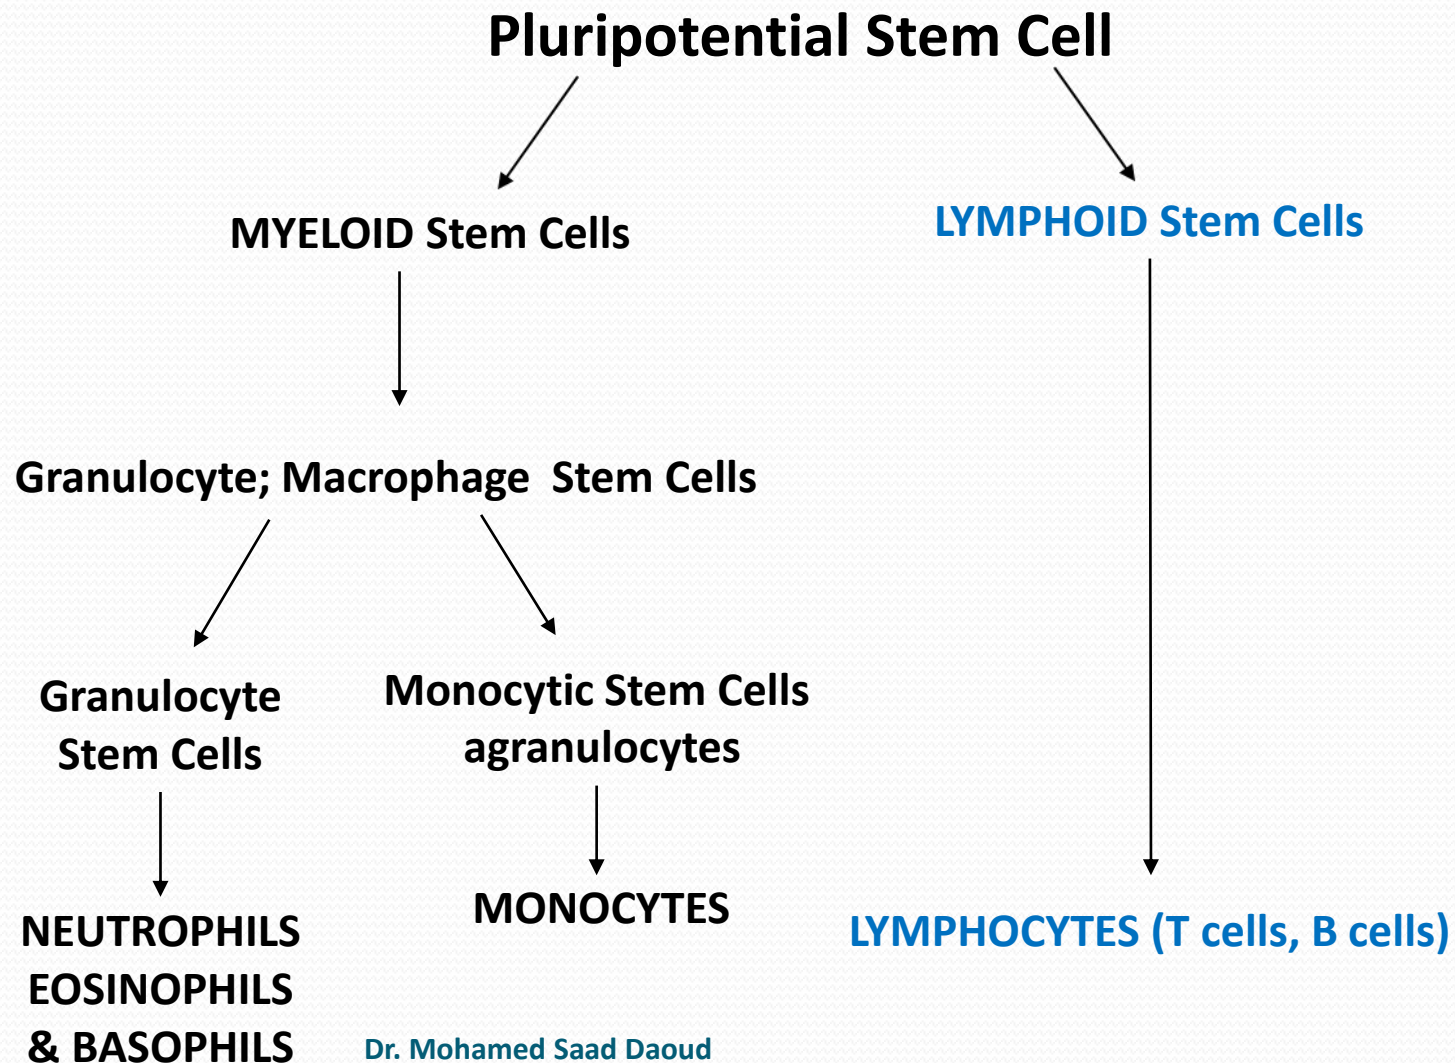 Pluripotential Stem Cell
MYELOID Stem Cells
LYMPHOID Stem Cells
Granulocyte; Macrophage  Stem Cells
Granulocyte
Stem Cells
Monocytic Stem Cells
agranulocytes
NEUTROPHILS
EOSINOPHILS
& BASOPHILS
MONOCYTES
LYMPHOCYTES (T cells, B cells)
Dr. Mohamed Saad Daoud